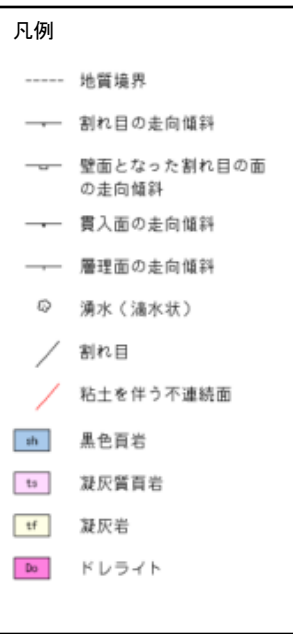 凡例
地質境界
割れ目の走向傾斜
壁面となった割れ目の面
の走向傾斜
貫入面の走向傾斜
層理面の走向傾斜
湧水（滴水状）
割れ目
粘土を伴う不連続面
sh 黒色頁岩
ts 凝灰質頁岩
tf 凝灰岩
Do ドレライト